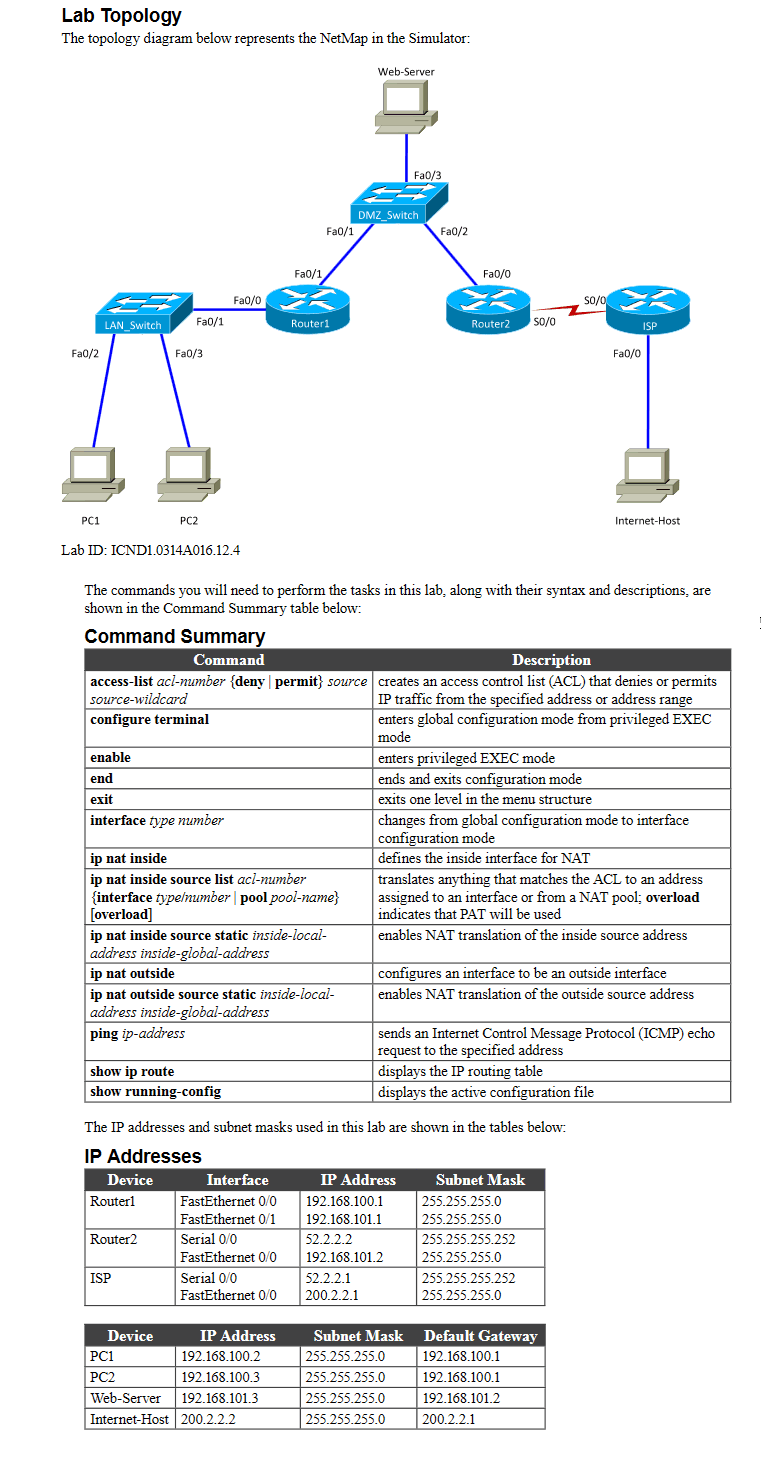 Lab Topology
The topology diagram below represents the NetMap in the Simulator:
Web-Server
Fa0/3
DMZ_Switch
Fa0/1
Fa0/2
Fa0/1
Fa0/0
Fa0/0
S0/0
LAN_Switch
Fa0/1
Router1
Router2
S0/0
ISP
Fa0/2
Fa0/3
Fa0/0
PC1
PC2
Internet-Host
Lab ID: ICND1.0314A016.12.4
The commands you will need to perform the tasks in this lab, along with their syntax and descriptions, are
shown in the Command Summary table below:
Command Summary
Command Description
access-list acl-number {deny | permit} source creates an access control list (ACL) that denies or permits
source-wildcard IP traffic from the specified address or address range
configure terminal enters global configuration mode from privileged EXEC
mode
enable enters privileged EXEC mode
end ends and exits configuration mode
exit exits one level in the menu structure
interface type number changes from global configuration mode to interface
configuration mode
ip nat inside defines the inside interface for NAT
ip nat inside source list acl-number translates anything that matches the ACL to an address
{interface type/number | pool pool-name} assigned to an interface or from a NAT pool; overload
[overload] indicates that PAT will be used
ip nat inside source static inside-local- enables NAT translation of the inside source address
address inside-global-address
ip nat outside configures an interface to be an outside interface
ip nat outside source static inside-local- enables NAT translation of the outside source address
address inside-global-address
ping ip-address sends an Internet Control Message Protocol (ICMP) echo
request to the specified address
show ip route displays the IP routing table
show running-config displays the active configuration file
The IP addresses and subnet masks used in this lab are shown in the tables below:
IP Addresses
Device Interface IP Address Subnet Mask
Router1 FastEthernet 0/0 192.168.100.1 255.255.255.0
FastEthernet 0/1 192.168.101.1 255.255.255.0
Router2 Serial 0/0 52.2.2.2 255.255.255.252
FastEthernet 0/0 192.168.101.2 255.255.255.0
ISP Serial 0/0 52.2.2.1 255.255.255.252
FastEthernet 0/0 200.2.2.1 255.255.255.0
Device IP Address Subnet Mask Default Gateway
PC1 192.168.100.2 255.255.255.0 192.168.100.1
PC2 192.168.100.3 255.255.255.0 192.168.100.1
Web-Server 192.168.101.3 255.255.255.0 192.168.101.2
Internet-Host 200.2.2.2 255.255.255.0 200.2.2.1